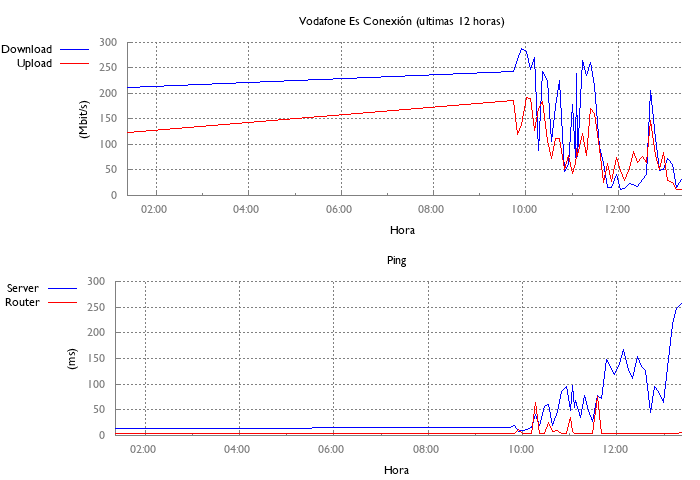 Vodafone Es Conexión (ultimas 12 horas)
Download
Upload
300
250
200
150
100
50
0
(Mbit/s)
02:00 04:00 06:00 08:00 10:00 12:00
Hora
Ping
Server
Router
300
250
200
150
100
50
0
(ms)
02:00 04:00 06:00 08:00 10:00 12:00
Hora